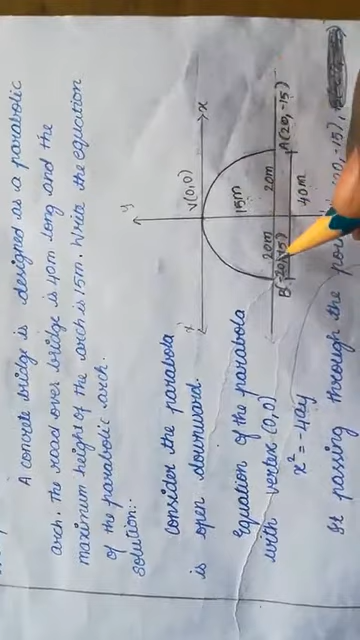 A concrete bridge is designed as a parabolic
arch. The road over bridge is 40m long and the
maximum height of the arch is 15m. Write the equation
of the parabolic arch.
Solution:-
Consider the parabola
is open downward.
Equation of the parabola
with vertex (0,0)
x² = -4ay
It passing through the
y
V(0,0)
x
x'
15m
20m
20m
B(-20,-15)
A(20,-15)
40m